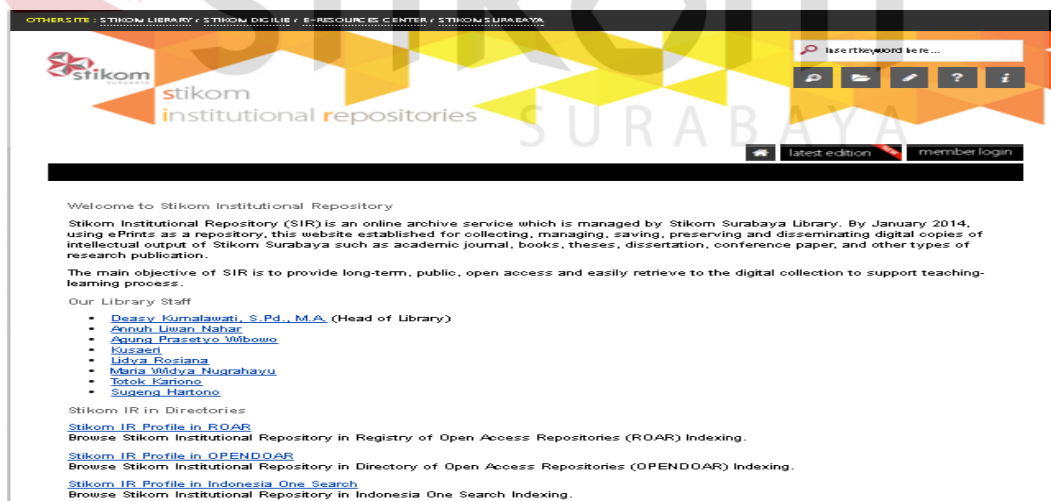 OTHERSITE : STIKOM LIBRARY / STIKOM DIGILIB / E-RESOURCES CENTER / STIKOM SURABAYA
STIKOM
SURABAYA
Insert keyword here...
stikom
SURABAYA
stikom
institutional repositories
latest edition NEW member login
Welcome to Stikom Institutional Repository
Stikom Institutional Repository (SIR) is an online archive service which is managed by Stikom Surabaya Library. By January 2014,
using ePrints as a repository, this website established for collecting, managing, saving, preserving and disseminating digital copies of
intellectual output of Stikom Surabaya such as academic journal, books, theses, dissertation, conference paper, and other types of
research publication.
The main objective of SIR is to provide long-term, public, open access and easily retrieve to the digital collection to support teaching-
learning process.
Our Library Staff
• Deasy Kumalawati, S.Pd., M.A. (Head of Library)
• Annuh Liwan Nahar
• Agung Prasetyo Wibowo
• Kusaeri
• Lidya Rosiana
• Maria Widya Nugrahayu
• Totok Kariono
• Sugeng Hartono
Stikom IR in Directories
Stikom IR Profile in ROAR
Browse Stikom Institutional Repository in Registry of Open Access Repositories (ROAR) Indexing.
Stikom IR Profile in OPENDOAR
Browse Stikom Institutional Repository in Directory of Open Access Repositories (OPENDOAR) Indexing.
Stikom IR Profile in Indonesia One Search
Browse Stikom Institutional Repository in Indonesia One Search Indexing.